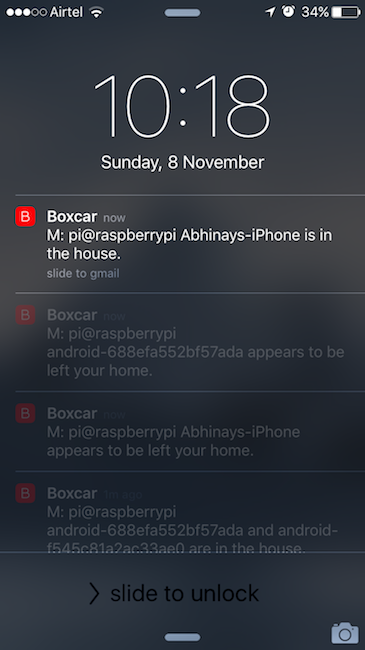 Airtel 34%
10:18
Sunday, 8 November
B Boxcar now
M: pi@raspberrypi Abhinays-iPhone is in
the house.
slide to gmail
B Boxcar now
M: pi@raspberrypi
android-688efa552bf57ada appears to be
left your home.
B Boxcar now
M: pi@raspberrypi Abhinays-iPhone
appears to be left your home.
B Boxcar 1m ago
M: pi@raspberrypi
android-688efa552bf57ada and android-
f545c81a2ac33ae0 are in the house.
slide to unlock